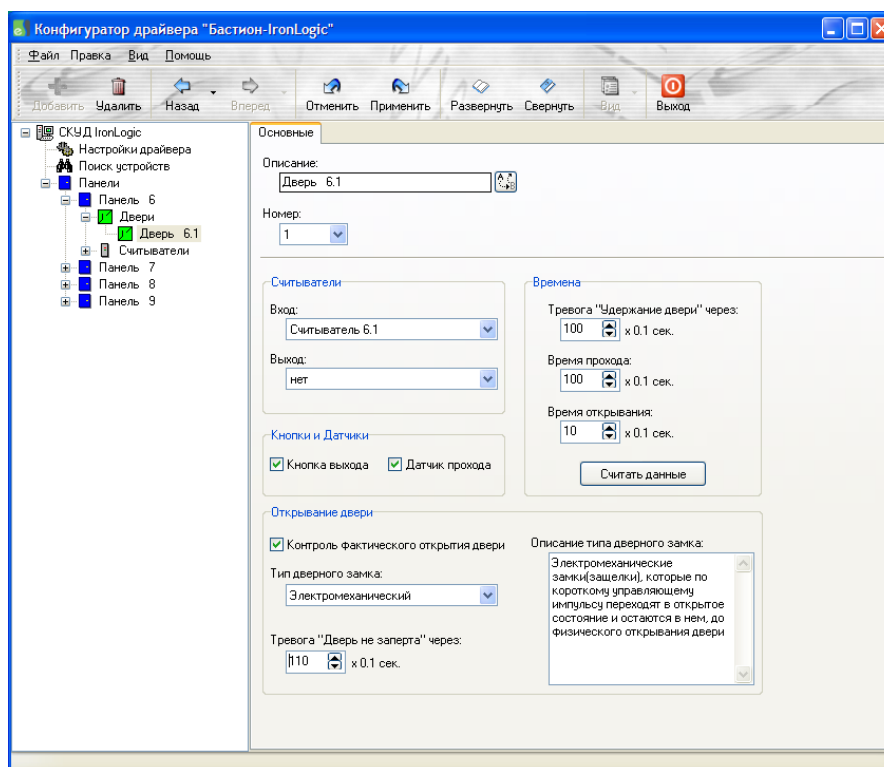 Конфигуратор драйвера "Бастион-IronLogic"
Файл Правка Вид Помощь
Добавить Удалить Назад Вперед Отменить Применить Развернуть Свернуть Вид Выход
СКУД IronLogic
Настройки драйвера
Поиск устройств
Панели
Панель 6
Двери
Дверь 6.1
Считыватели
Панель 7
Панель 8
Панель 9
Основные
Описание:
Дверь 6.1
Номер:
1
Считыватели
Вход:
Считыватель 6.1
Выход:
нет
Времена
Тревога "Удержание двери" через:
100 x 0.1 сек.
Время прохода:
100 x 0.1 сек.
Время открывания:
10 x 0.1 сек.
Считать данные
Кнопки и Датчики
Кнопка выхода Датчик прохода
Открывание двери
Контроль фактического открытия двери
Тип дверного замка:
Электромеханический
Тревога "Дверь не заперта" через:
110 x 0.1 сек.
Описание типа дверного замка:
Электромеханические
замки(защелки), которые по
короткому управляющему
импульсу переходят в открытое
состояние и остаются в нем, до
физического открывания двери